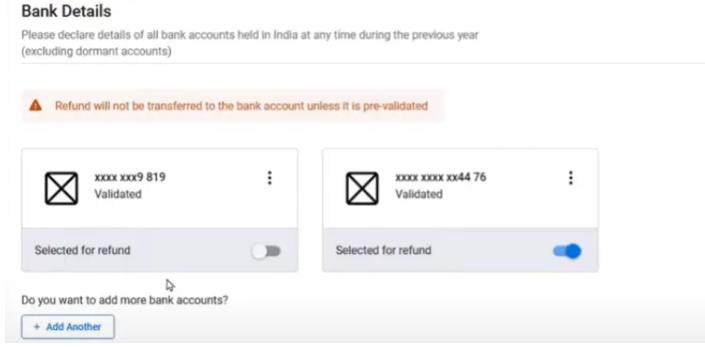 Bank Details
Please declare details of all bank accounts held in India at any time during the previous year
(excluding dormant accounts)
Refund will not be transferred to the bank account unless it is pre-validated
xxxx xxx9 819
Validated
Selected for refund
xxxx xxxx xx44 76
Validated
Selected for refund
Do you want to add more bank accounts?
+ Add Another